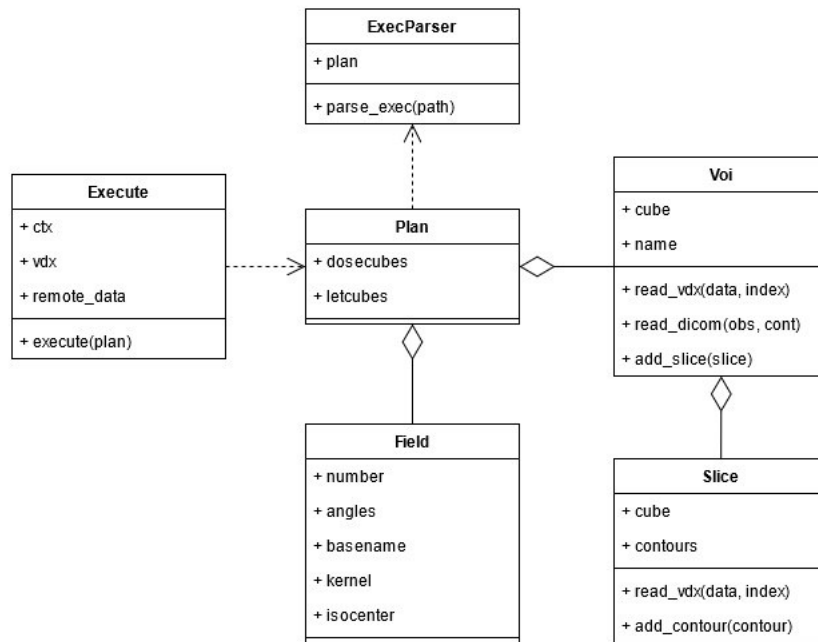 ExecParser
+ plan
+ parse_exec(path)
Execute
+ ctx
+ vdx
+ remote_data
+ execute(plan)
Plan
+ dosecubes
+ letcubes
Voi
+ cube
+ name
+ read_vdx(data, index)
+ read_dicom(obs, cont)
+ add_slice(slice)
Field
+ number
+ angles
+ basename
+ kernel
+ isocenter
Slice
+ cube
+ contours
+ read_vdx(data, index)
+ add_contour(contour)